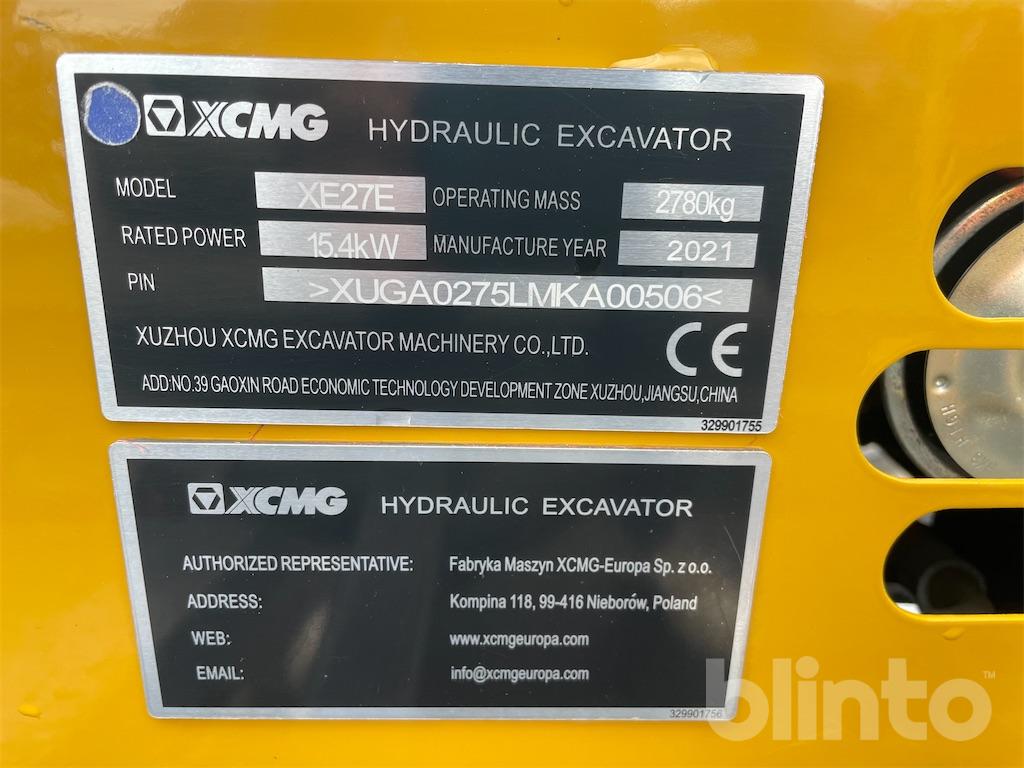 XCMG HYDRAULIC EXCAVATOR
MODEL XE27E OPERATING MASS 2780kg
RATED POWER 15.4kW MANUFACTURE YEAR 2021
PIN >XUGA0275LMKA00506<
XUZHOU XCMG EXCAVATOR MACHINERY CO.,LTD. CE
ADD:NO.39 GAOXIN ROAD ECONOMIC TECHNOLOGY DEVELOPMENT ZONE XUZHOU,JIANGSU,CHINA
329901755
XCMG HYDRAULIC EXCAVATOR
AUTHORIZED REPRESENTATIVE: Fabryka Maszyn XCMG-Europa Sp. z o.o.
ADDRESS: Kompina 118, 99-416 Nieborów, Poland
WEB: www.xcmgeuropa.com
EMAIL: info@xcmgeuropa.com
329901756
blinto™